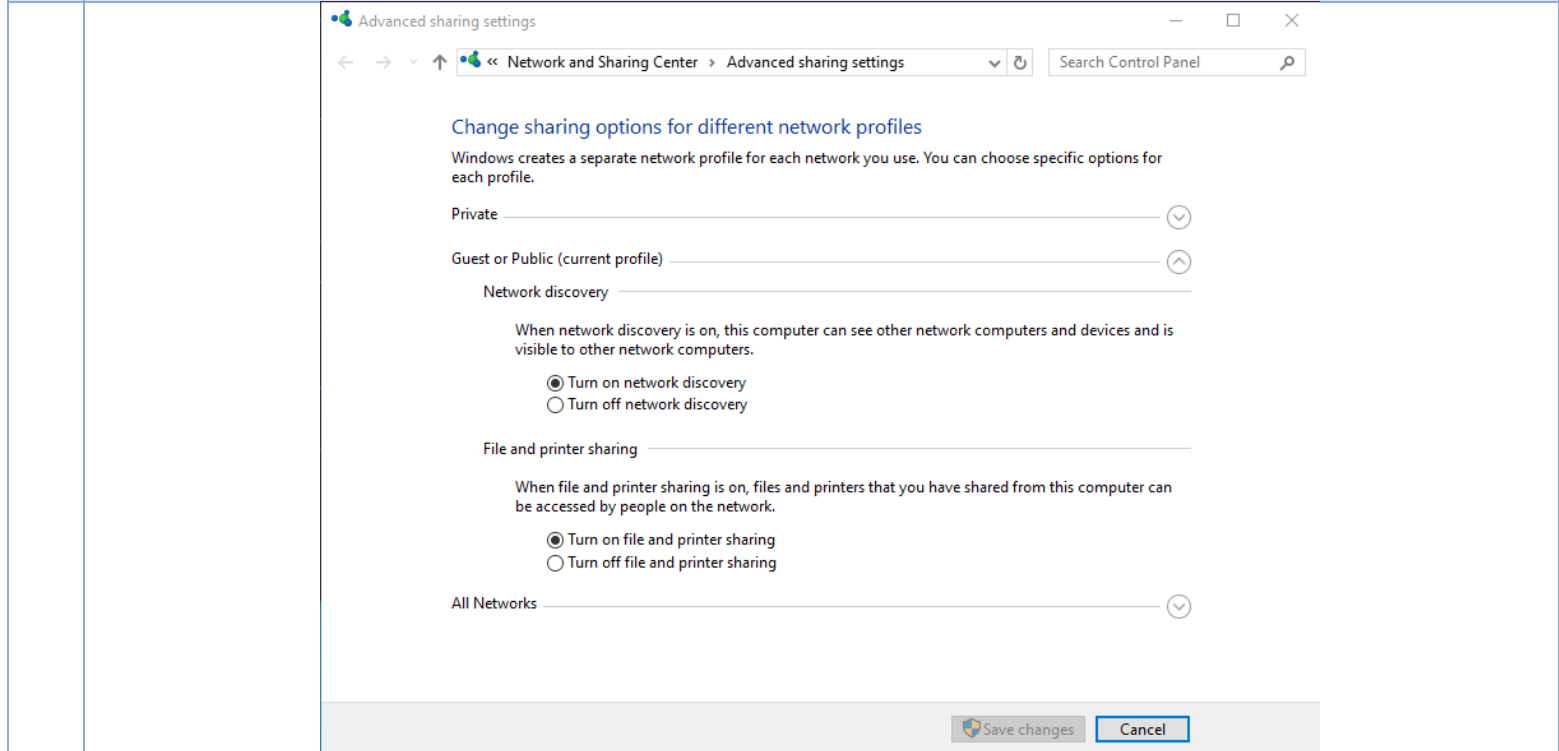 Advanced sharing settings
« Network and Sharing Center > Advanced sharing settings
Search Control Panel
Change sharing options for different network profiles
Windows creates a separate network profile for each network you use. You can choose specific options for
each profile.
Private
Guest or Public (current profile)
Network discovery
When network discovery is on, this computer can see other network computers and devices and is
visible to other network computers.
Turn on network discovery
Turn off network discovery
File and printer sharing
When file and printer sharing is on, files and printers that you have shared from this computer can
be accessed by people on the network.
Turn on file and printer sharing
Turn off file and printer sharing
All Networks
Save changes
Cancel